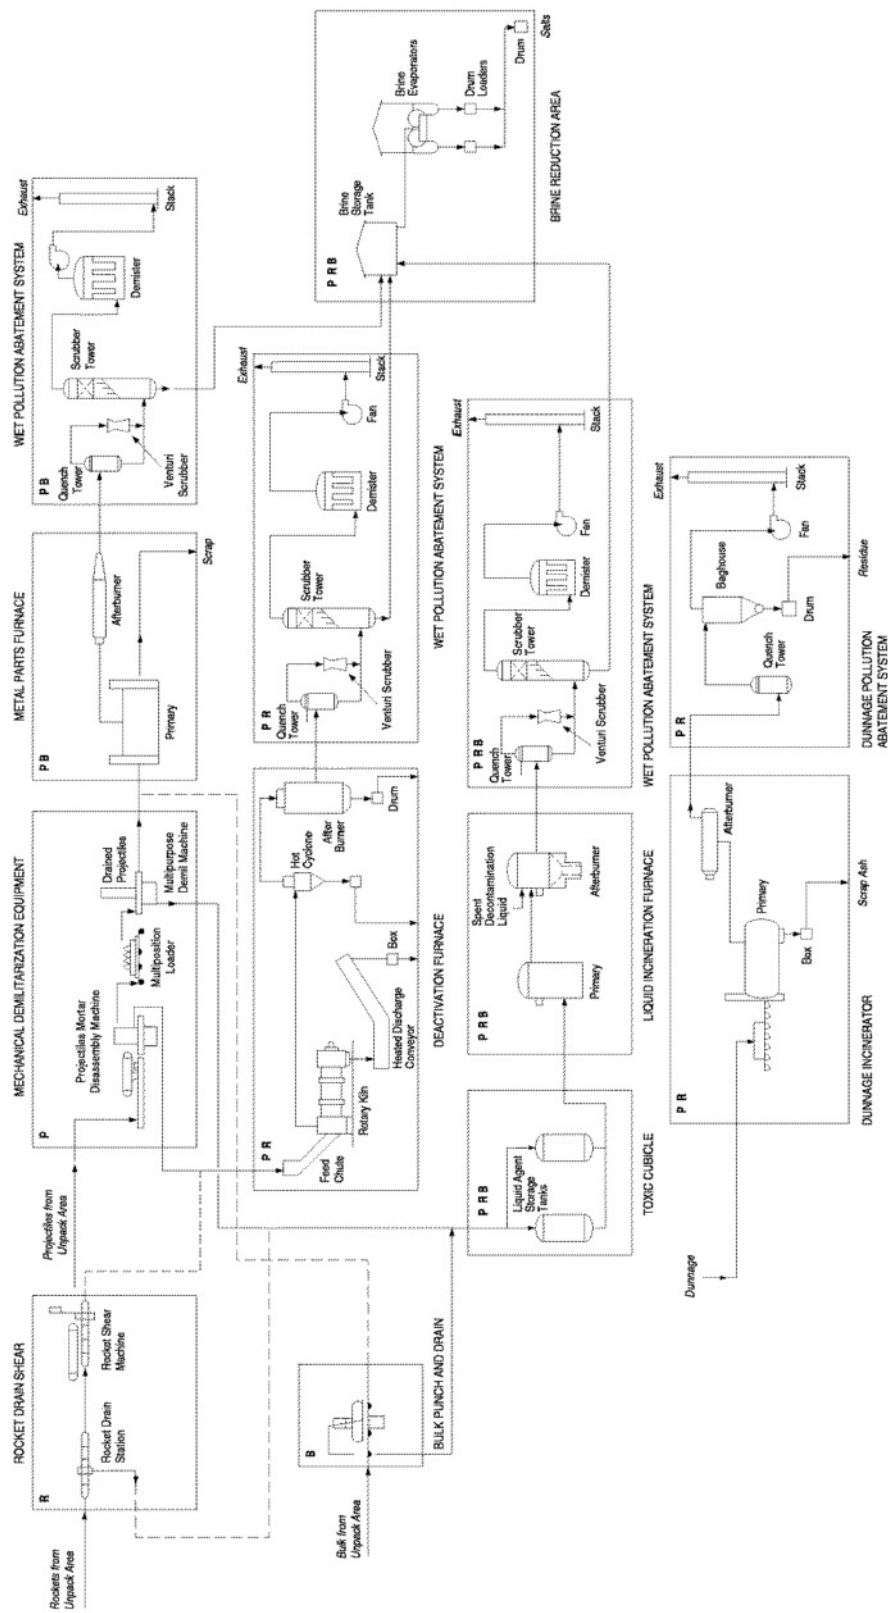 ROCKET DRAIN SHEAR
R
Rockets from
Unpack Area
Rocket Drain
Station
Rocket Shear
Machine
Projectiles from
Unpack Area
MECHANICAL DEMILITARIZATION EQUIPMENT
P
Projectiles Mortar
Disassembly Machine
Multiposition
Loader
Drained
Projectiles
Multipurpose
Demil Machine
METAL PARTS FURNACE
P B
Primary
Afterburner
Scrap
WET POLLUTION ABATEMENT SYSTEM
P B
Quench
Tower
Venturi
Scrubber
Scrubber
Tower
Demister
Stack
Exhaust
P R
Feed
Chute
Rotary Kiln
Heated Discharge
Conveyor
Box
Hot
Cyclone
After
Burner
Drum
DEACTIVATION FURNACE
P R
Quench
Tower
Venturi Scrubber
Scrubber
Tower
Demister
Fan
Stack
Exhaust
WET POLLUTION ABATEMENT SYSTEM
P R B
Brine
Storage
Tank
Brine
Evaporators
Drum
Loaders
Drum
Salts
BRINE REDUCTION AREA
B
Bulk from
Unpack Area
BULK PUNCH AND DRAIN
P R B
Liquid Agent
Storage
Tanks
TOXIC CUBICLE
P R B
Primary
Spent
Decontamination
Liquid
Afterburner
LIQUID INCINERATION FURNACE
P R B
Quench
Tower
Venturi Scrubber
Scrubber
Tower
Demister
Fan
Stack
Exhaust
WET POLLUTION ABATEMENT SYSTEM
Dunnage
P R
Primary
Afterburner
Box
Scrap Ash
DUNNAGE INCINERATOR
P R
Quench
Tower
Baghouse
Drum
Fan
Stack
Exhaust
Residue
DUNNAGE POLLUTION
ABATEMENT SYSTEM